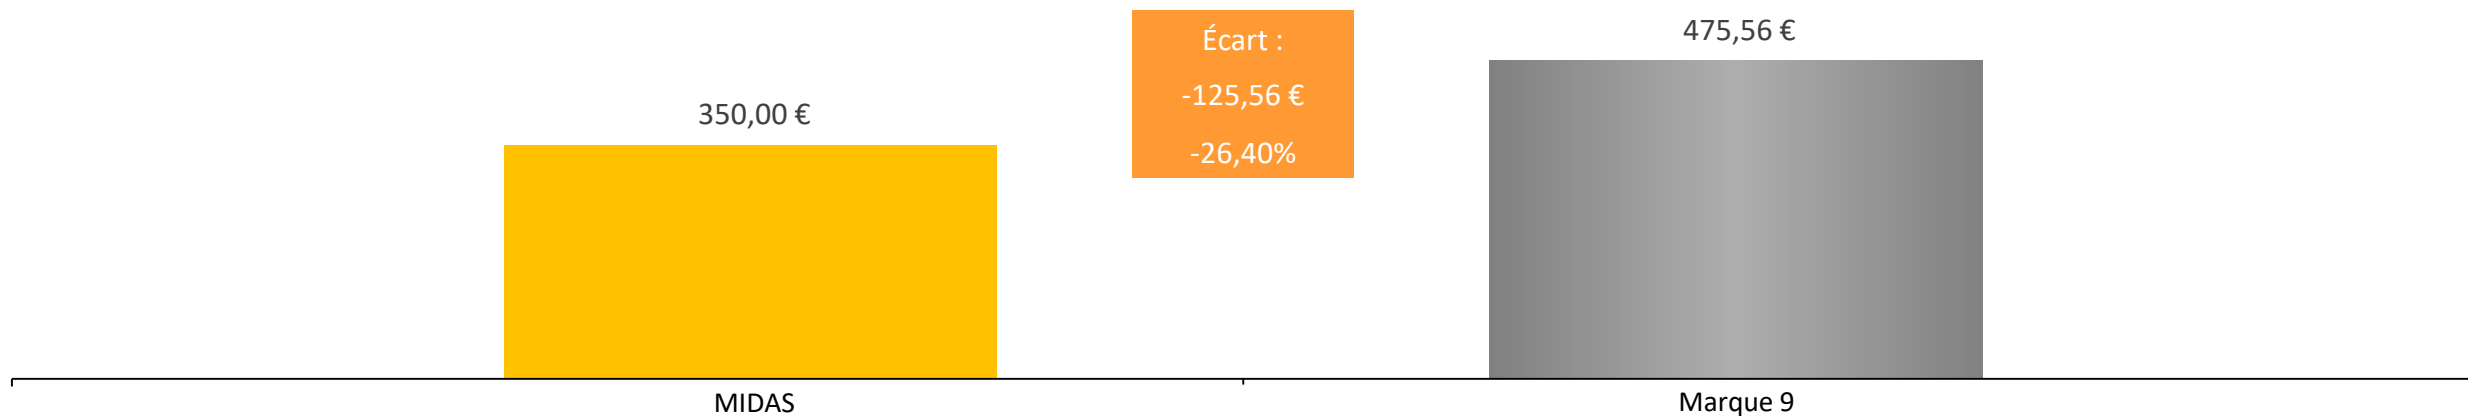 Écart :
475,56 €
-125,56 €
350,00 €
-26,40%
MIDAS
Marque 9